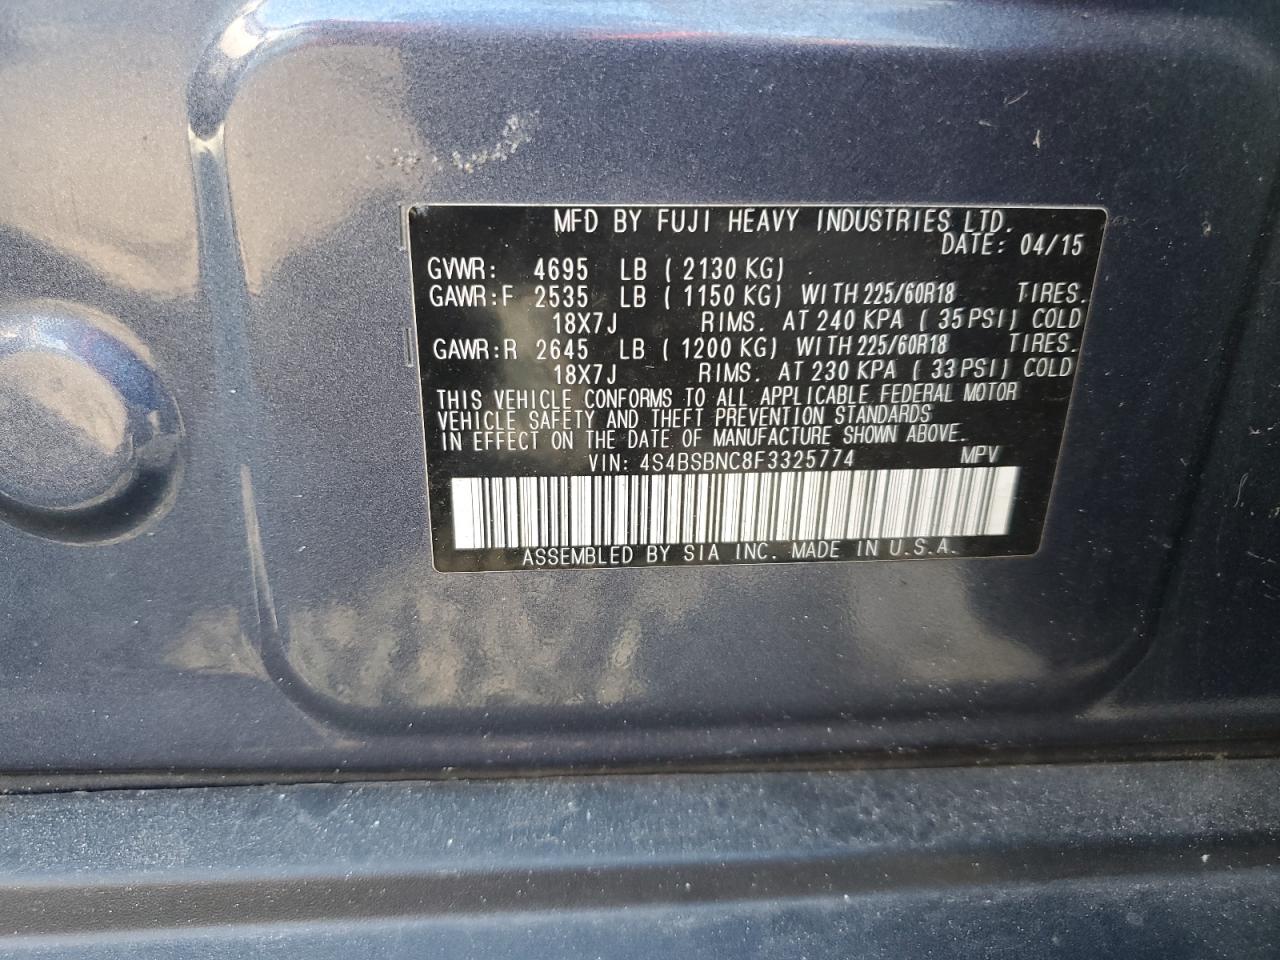 MFD BY FUJI HEAVY INDUSTRIES LTD.
DATE: 04/15
GVWR: 4695 LB ( 2130 KG)
GAWR:F 2535 LB ( 1150 KG) WITH 225/60R18 TIRES.
18X7J RIMS. AT 240 KPA ( 35 PSI) COLD
GAWR:R 2645 LB ( 1200 KG) WITH 225/60R18 TIRES.
18X7J RIMS. AT 230 KPA ( 33 PSI) COLD
THIS VEHICLE CONFORMS TO ALL APPLICABLE FEDERAL MOTOR
VEHICLE SAFETY AND THEFT PREVENTION STANDARDS
IN EFFECT ON THE DATE OF MANUFACTURE SHOWN ABOVE.
VIN: 4S4BSBNC8F3325774 MPV
ASSEMBLED BY SIA INC. MADE IN U.S.A.